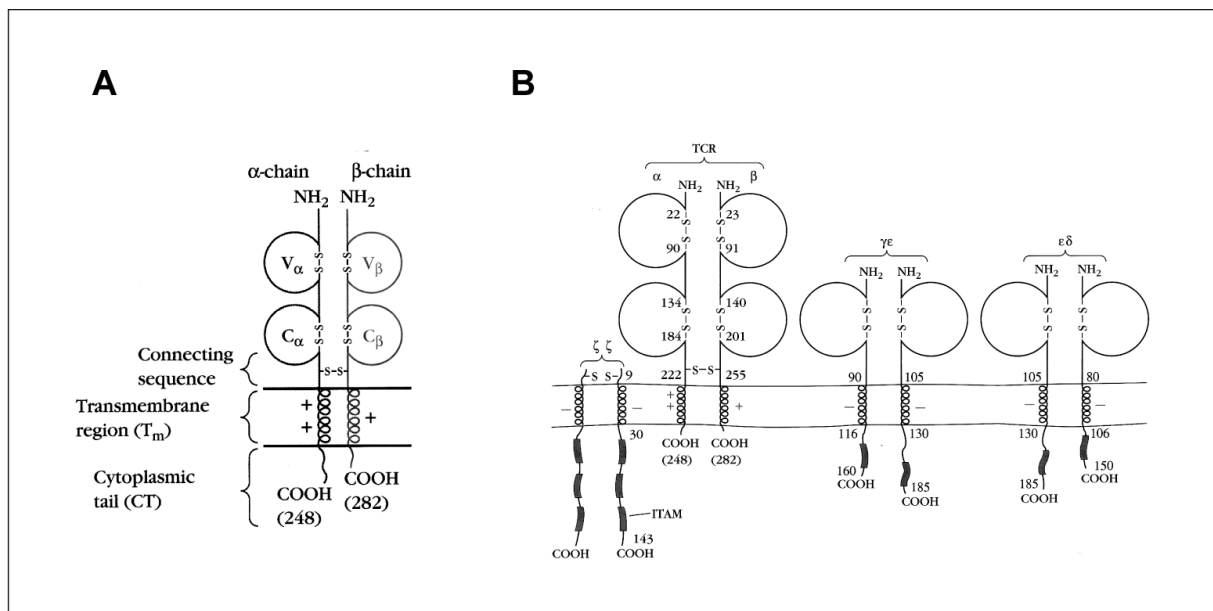 A
α-chain β-chain
NH2 NH2
S-S S-S
Vα Vβ
S-S S-S
Cα Cβ
Connecting
sequence
-S-S-
Transmembrane
region (Tm)
+ +
+
Cytoplasmic
tail (CT)
COOH
(248)
COOH
(282)
B
TCR
α β
NH2 NH2
22 S-S S-S 23
90 91
134 S-S S-S 140
184 201
-S-S-
222 255
+ +
+
COOH COOH
(248) (282)
ζ ζ
S S 9
— —
30
ITAM
143
COOH COOH
γε
NH2 NH2
S-S S-S
90 105
— —
116 130
160
COOH
185
COOH
εδ
NH2 NH2
S-S S-S
105 80
— —
130 106
150
COOH
185
COOH